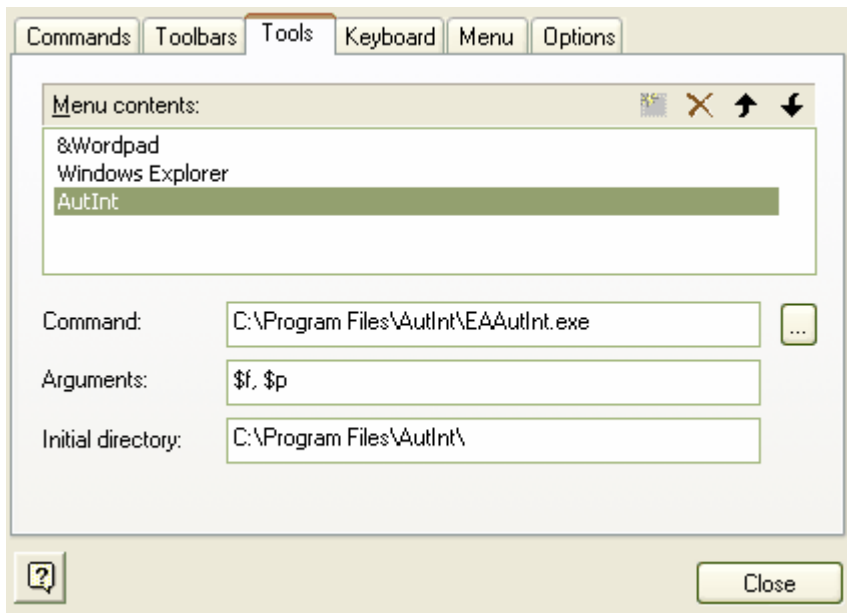 Commands Toolbars Tools Keyboard Menu Options
Menu contents:
&Wordpad
Windows Explorer
AutInt
Command: C:\Program Files\AutInt\EAAutInt.exe ...
Arguments: $f, $p
Initial directory: C:\Program Files\AutInt\
? Close